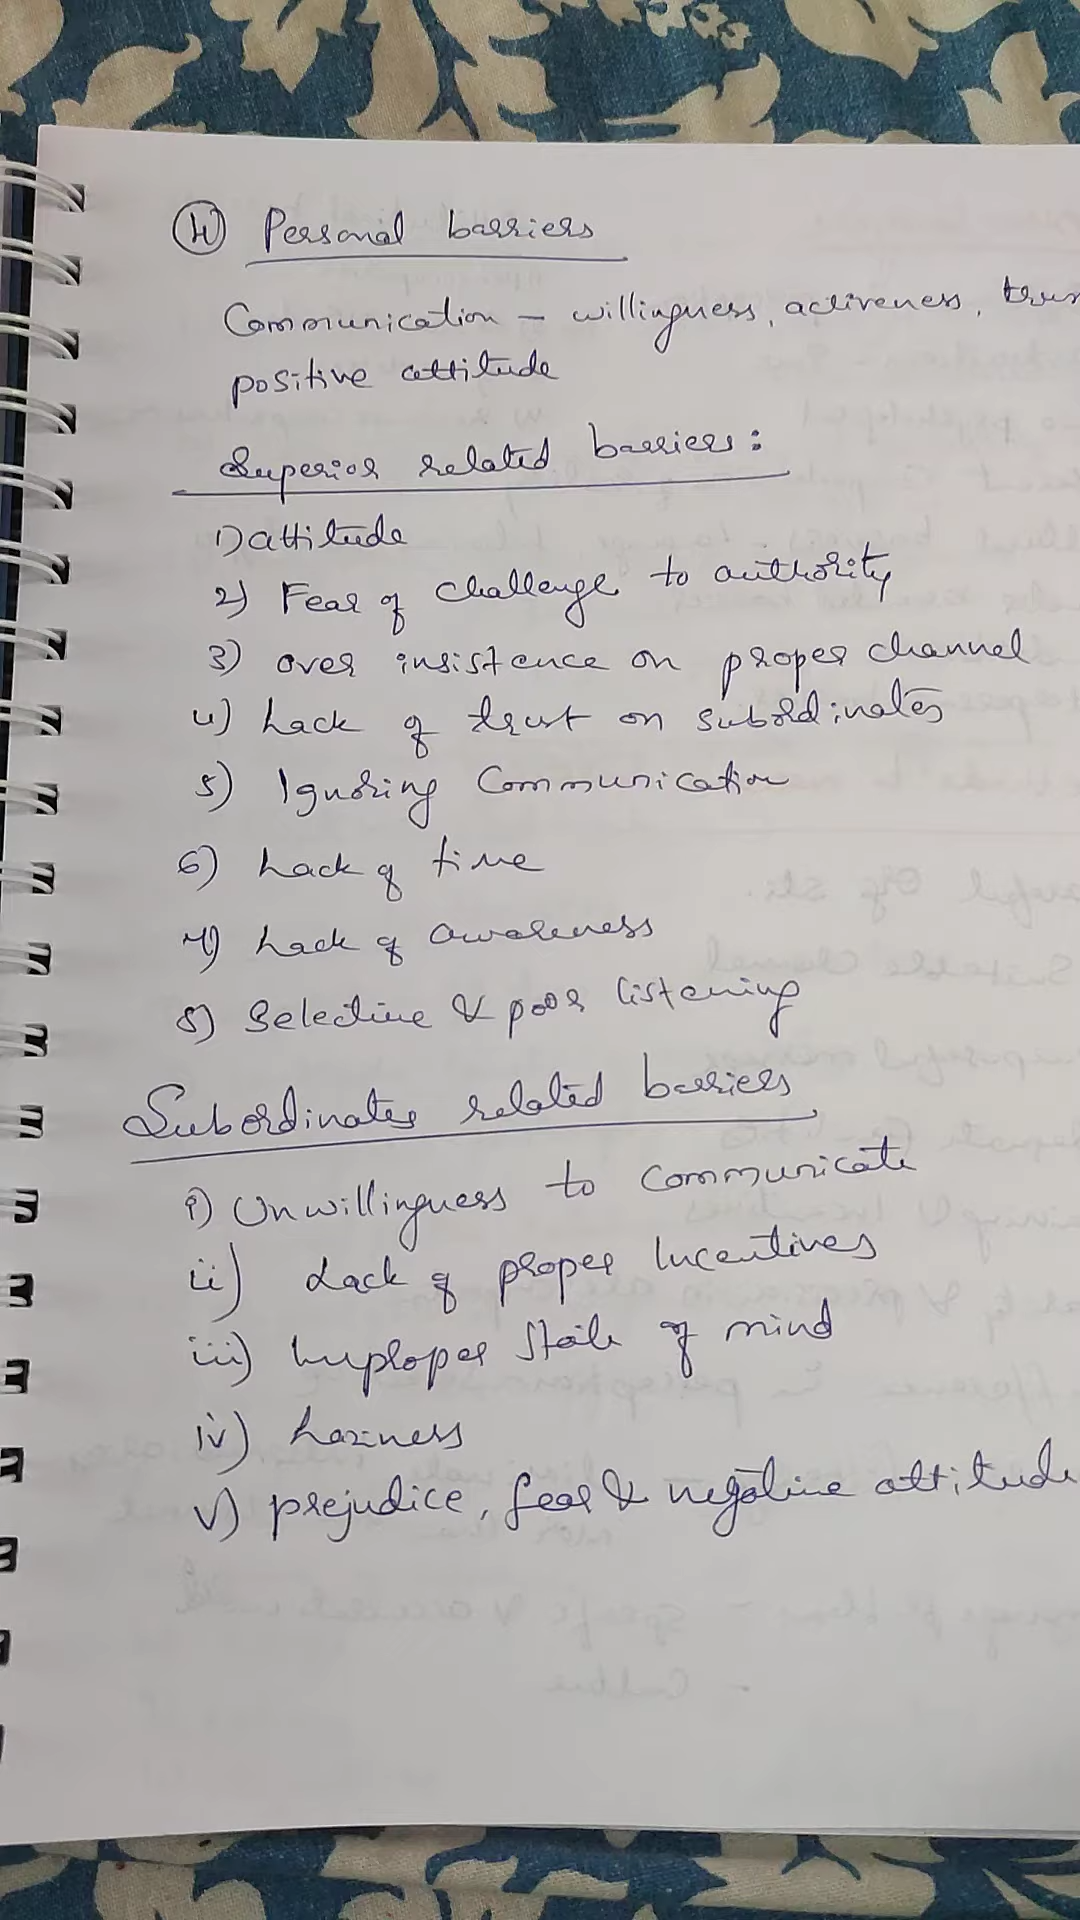 ④ Personal barriers
Communication - willingness, activeness,
positive attitude
Superior related barriers:
1) attitude
2) Fear of challenge to authority
3) over insistence on proper channel
4) Lack of trust on subordinates
5) Ignoring Communication
6) Lack of time
7) Lack of awareness
8) Selective & poor listening
Subordinates related barriers
i) Unwillingness to communicate
ii) Lack of proper Incentives
iii) Improper state of mind
iv) Laziness
v) prejudice, fear & negative attitude